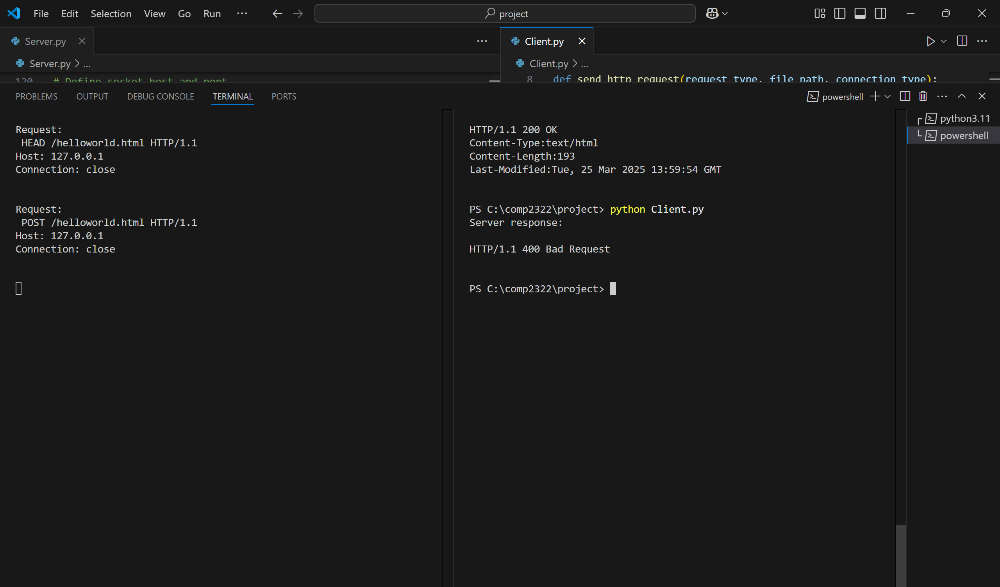 File Edit Selection View Go Run ··· project
Server.py
Client.py
Server.py > ...
Client.py > ...
120 # Define socket host and port
8 def send_http_request(request_type, file_path, connection_type):
PROBLEMS OUTPUT DEBUG CONSOLE TERMINAL PORTS
powershell
Request:
HEAD /helloworld.html HTTP/1.1
Host: 127.0.0.1
Connection: close
Request:
POST /helloworld.html HTTP/1.1
Host: 127.0.0.1
Connection: close
HTTP/1.1 200 OK
Content-Type:text/html
Content-Length:193
Last-Modified:Tue, 25 Mar 2025 13:59:54 GMT
PS C:\comp2322\project> python Client.py
Server response:
HTTP/1.1 400 Bad Request
PS C:\comp2322\project>
python3.11
powershell